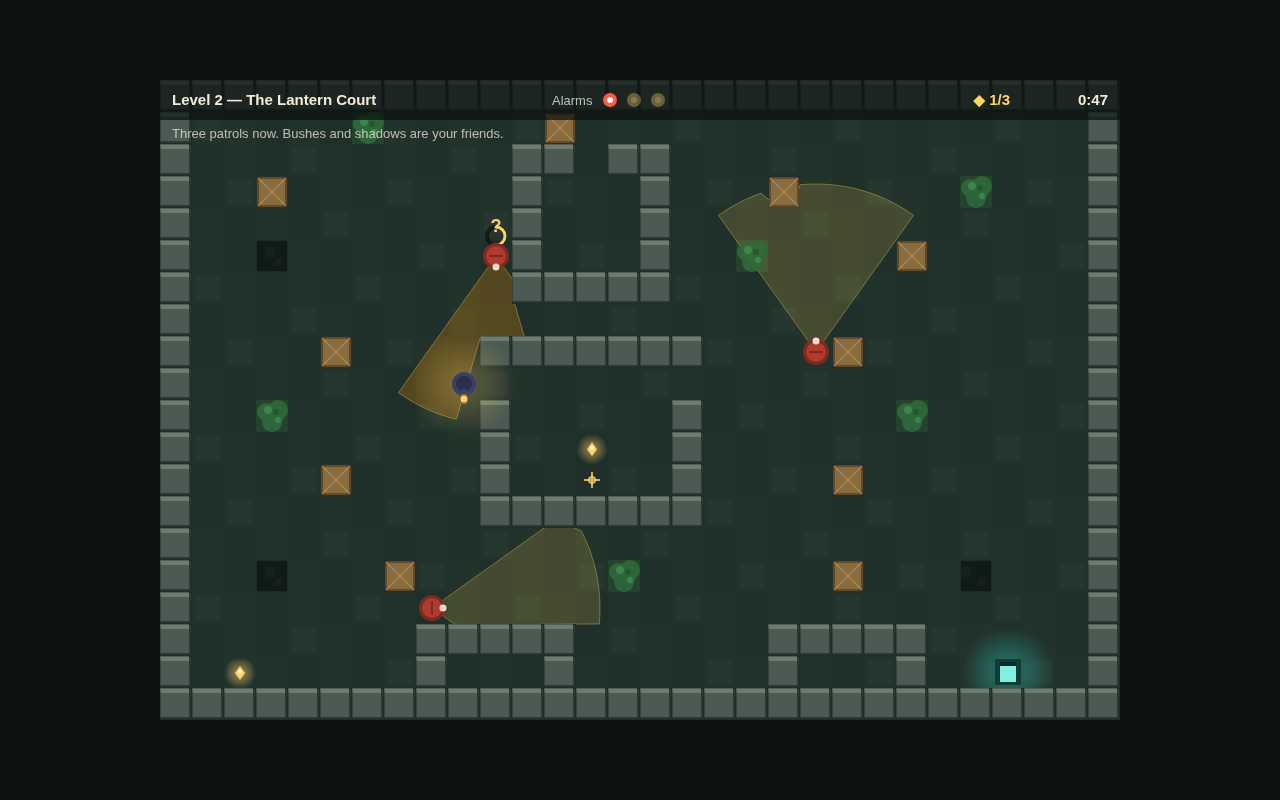 Level 2 — The Lantern Court
Alarms
◆ 1/3
0:47
Three patrols now. Bushes and shadows are your friends.
?